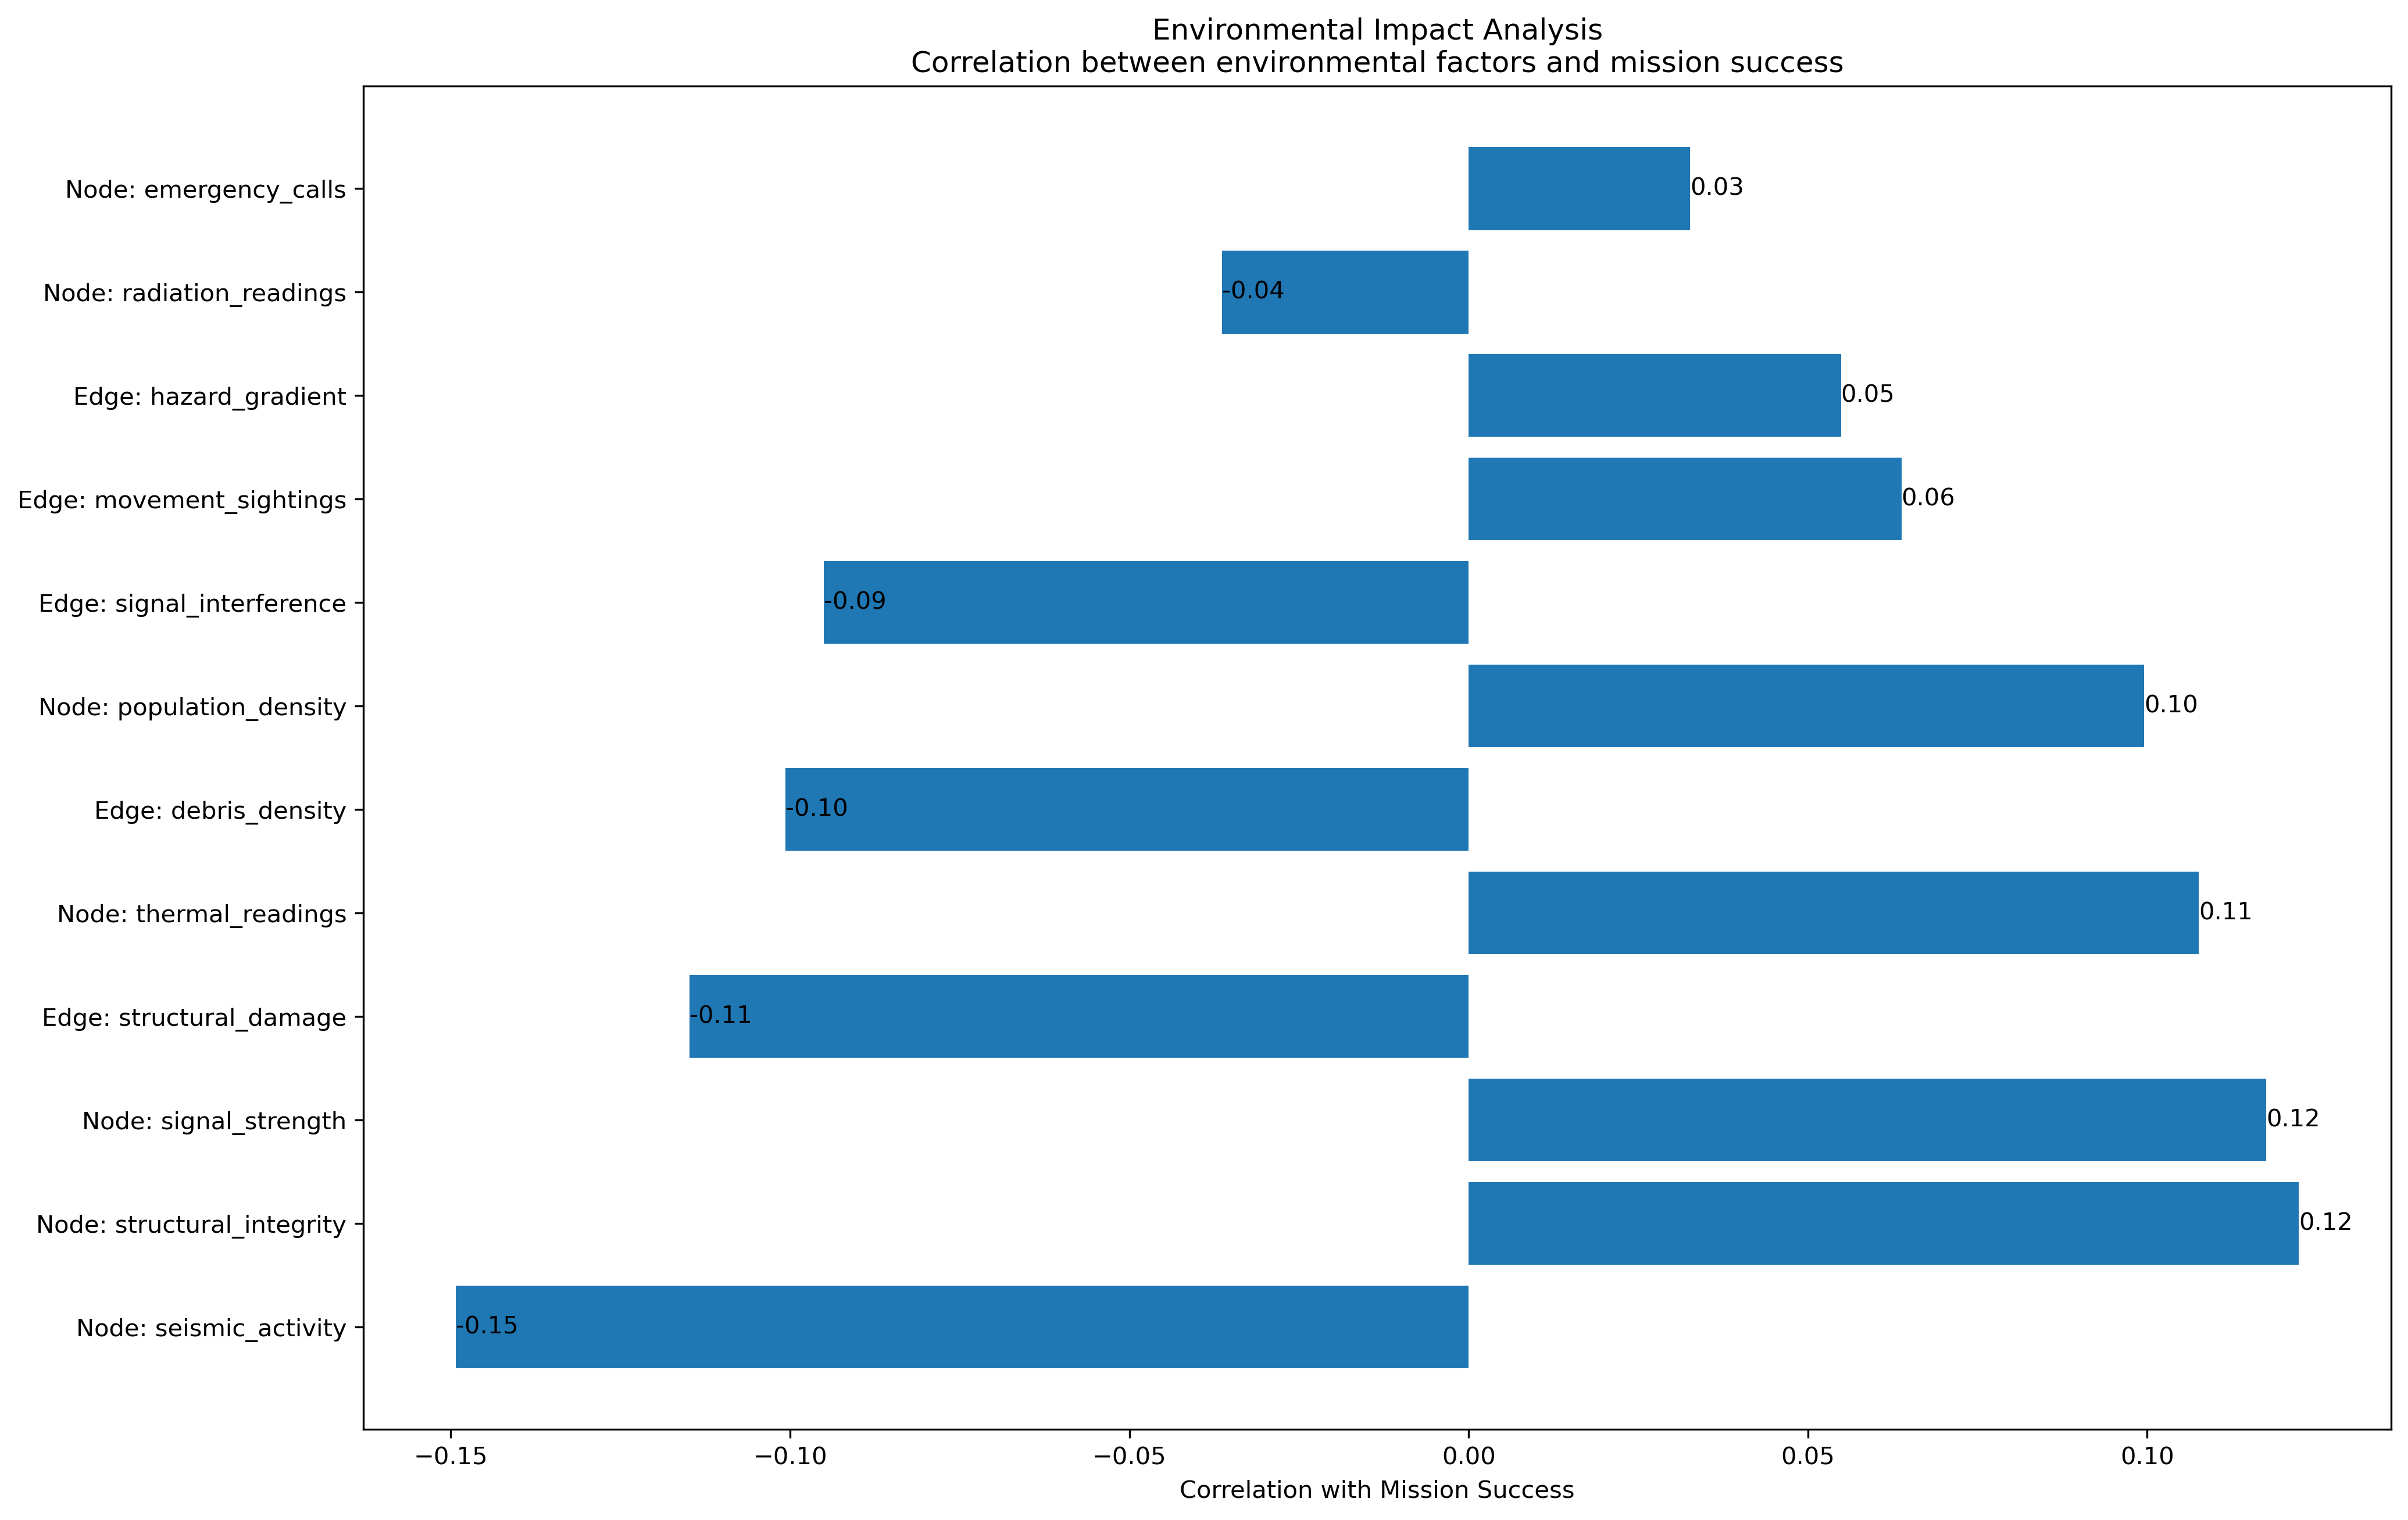 Environmental Impact Analysis
Correlation between environmental factors and mission success
Node: emergency_calls
0.03
Node: radiation_readings
-0.04
Edge: hazard_gradient
0.05
Edge: movement_sightings
0.06
Edge: signal_interference
-0.09
Node: population_density
0.10
Edge: debris_density
-0.10
Node: thermal_readings
0.11
Edge: structural_damage
-0.11
Node: signal_strength
0.12
Node: structural_integrity
0.12
Node: seismic_activity
-0.15
−0.15 −0.10 −0.05 0.00 0.05 0.10
Correlation with Mission Success